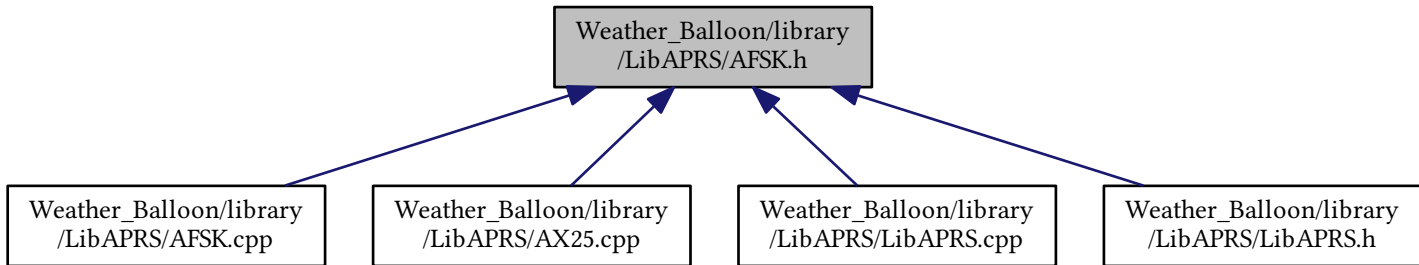 Weather_Balloon/library
/LibAPRS/AFSK.h
Weather_Balloon/library
/LibAPRS/AFSK.cpp
Weather_Balloon/library
/LibAPRS/AX25.cpp
Weather_Balloon/library
/LibAPRS/LibAPRS.cpp
Weather_Balloon/library
/LibAPRS/LibAPRS.h